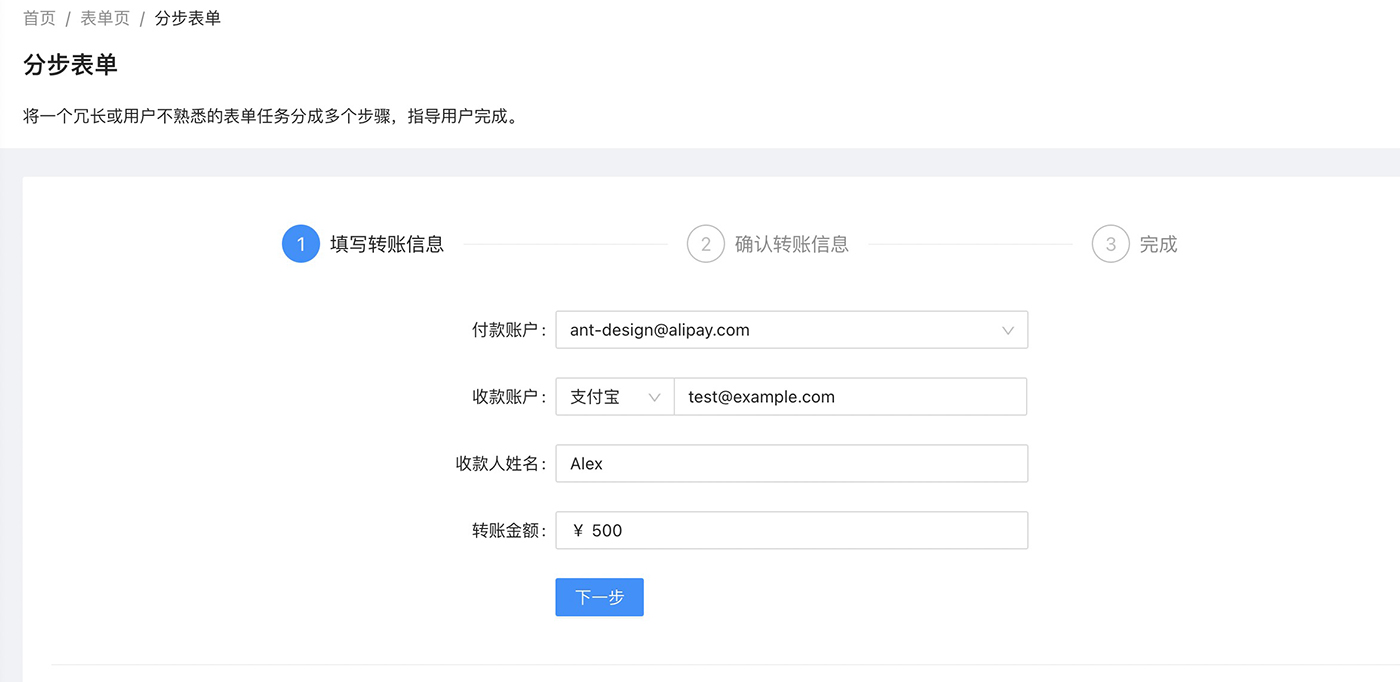 首页 / 表单页 / 分步表单
分步表单
将一个冗长或用户不熟悉的表单任务分成多个步骤，指导用户完成。
1 填写转账信息 2 确认转账信息 3 完成
付款账户： ant-design@alipay.com
收款账户： 支付宝 test@example.com
收款人姓名： Alex
转账金额： ¥ 500
下一步